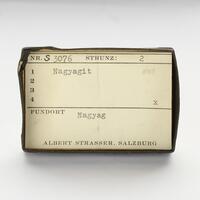 NR. S 3076 STRUNZ: 2
1 Nagyagit
2
3
4 x
FUNDORT Nagyag
ALBERT STRASSER, SALZBURG